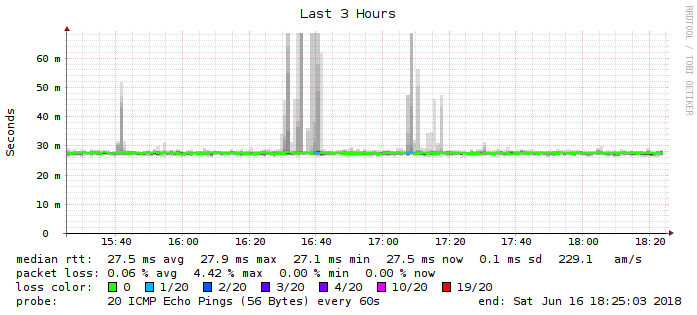 Last 3 Hours
RRDTOOL / TOBI OETIKER
Seconds
60 m
50 m
40 m
30 m
20 m
10 m
0
15:40 16:00 16:20 16:40 17:00 17:20 17:40 18:00 18:20
median rtt: 27.5 ms avg 27.9 ms max 27.1 ms min 27.5 ms now 0.1 ms sd 229.1 am/s
packet loss: 0.06 % avg 4.42 % max 0.00 % min 0.00 % now
loss color: 0 1/20 2/20 3/20 4/20 10/20 19/20
probe: 20 ICMP Echo Pings (56 Bytes) every 60s end: Sat Jun 16 18:25:03 2018